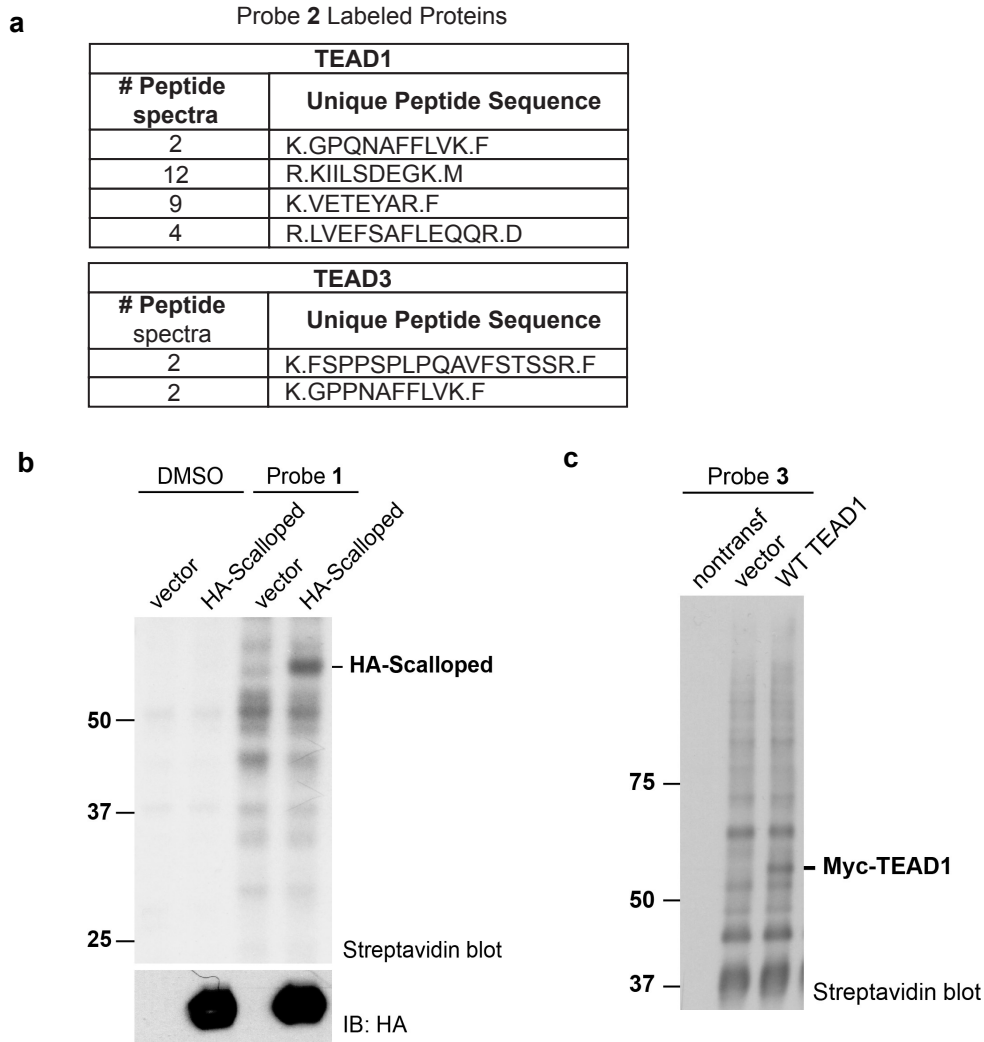 a
Probe 2 Labeled Proteins
TEAD1
# Peptide spectra Unique Peptide Sequence
2 K.GPQNAFFLVK.F
12 R.KIILSDEGK.M
9 K.VETEYAR.F
4 R.LVEFSAFLEQQR.D
TEAD3
# Peptide spectra Unique Peptide Sequence
2 K.FSPPSPLPQAVFSTSSR.F
2 K.GPPNAFFLVK.F
b
DMSO Probe 1
vector HA-Scalloped vector HA-Scalloped
HA-Scalloped
50
37
25
Streptavidin blot
IB: HA
c
Probe 3
nontransf vector WT TEAD1
75
Myc-TEAD1
50
37
Streptavidin blot